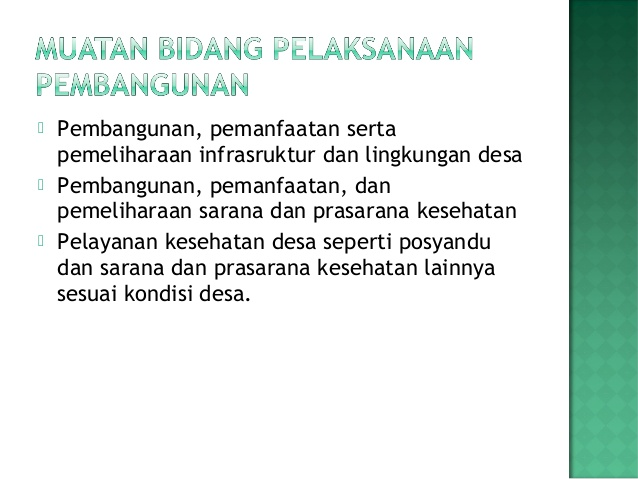 MUATAN BIDANG PELAKSANAAN
PEMBANGUNAN
Pembangunan, pemanfaatan serta
pemeliharaan infrasruktur dan lingkungan desa
Pembangunan, pemanfaatan, dan
pemeliharaan sarana dan prasarana kesehatan
Pelayanan kesehatan desa seperti posyandu
dan sarana dan prasarana kesehatan lainnya
sesuai kondisi desa.